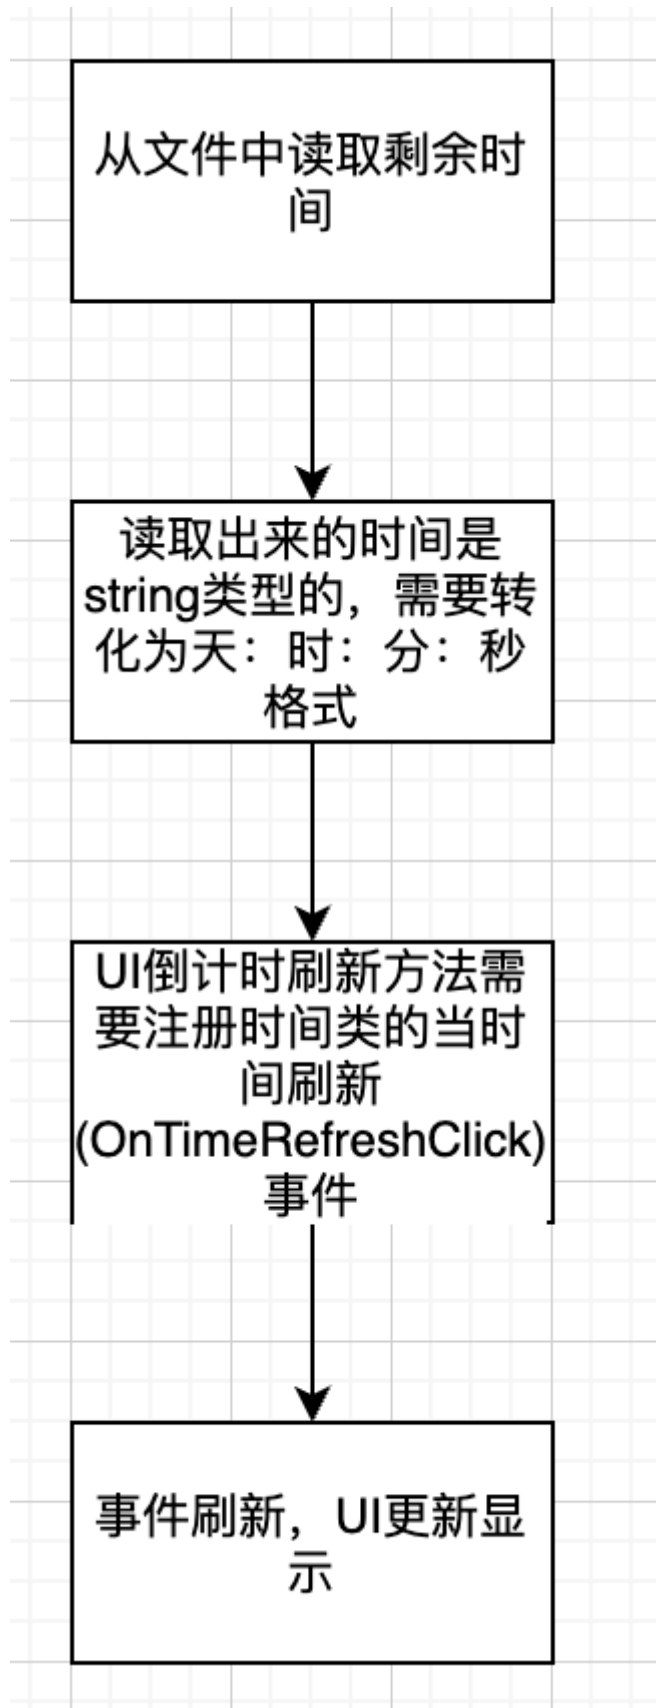 从文件中读取剩余时
间
读取出来的时间是
string类型的，需要转
化为天：时：分：秒
格式
UI倒计时刷新方法需
要注册时间类的当时
间刷新
(OnTimeRefreshClick)
事件
事件刷新，UI更新显
示